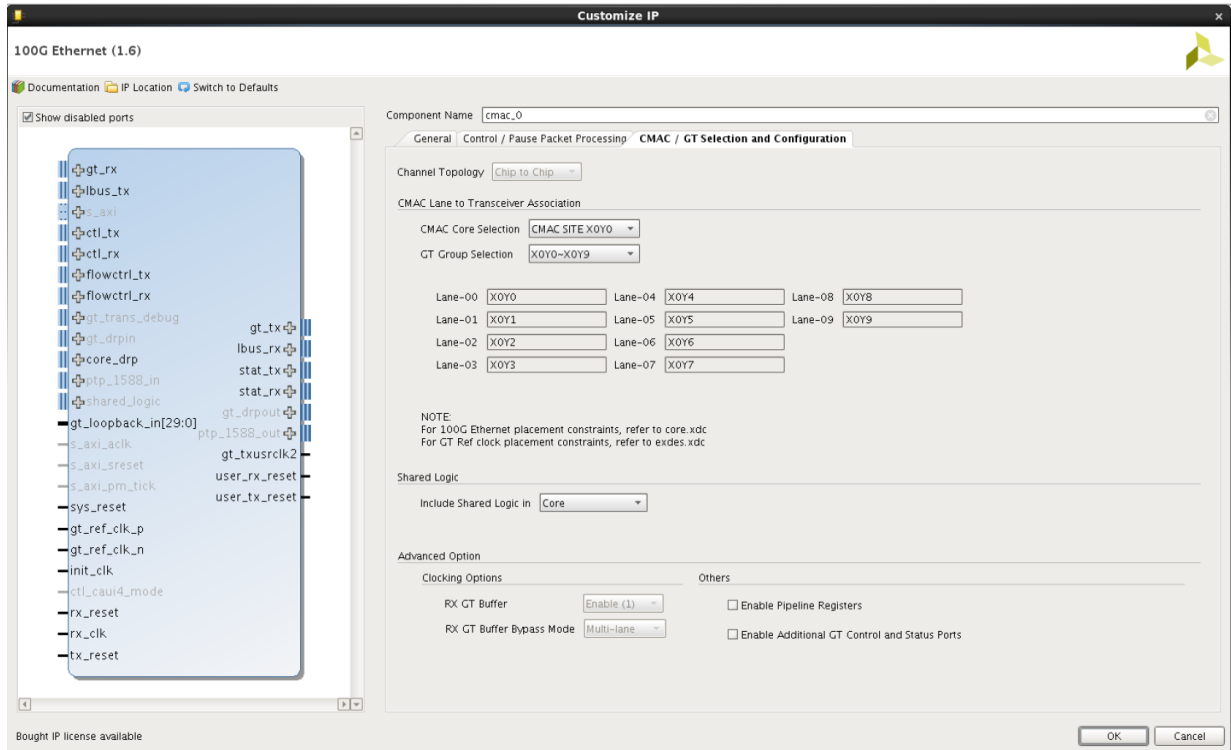 Customize IP
100G Ethernet (1.6)
Documentation IP Location Switch to Defaults
Show disabled ports
gt_rx
lbus_tx
s_axi
ctl_tx
ctl_rx
flowctrl_tx
flowctrl_rx
gt_trans_debug
gt_drpin
core_drp
ptp_1588_in
shared_logic
gt_loopback_in[29:0]
s_axi_aclk
s_axi_sreset
s_axi_pm_tick
sys_reset
gt_ref_clk_p
gt_ref_clk_n
init_clk
ctl_caui4_mode
rx_reset
rx_clk
tx_reset
gt_tx
lbus_rx
stat_tx
stat_rx
gt_drpout
ptp_1588_out
gt_txusrclk2
user_rx_reset
user_tx_reset
Component Name cmac_0
General Control / Pause Packet Processing CMAC / GT Selection and Configuration
Channel Topology Chip to Chip
CMAC Lane to Transceiver Association
CMAC Core Selection CMAC SITE X0Y0
GT Group Selection X0Y0~X0Y9
Lane-00 X0Y0 Lane-04 X0Y4 Lane-08 X0Y8
Lane-01 X0Y1 Lane-05 X0Y5 Lane-09 X0Y9
Lane-02 X0Y2 Lane-06 X0Y6
Lane-03 X0Y3 Lane-07 X0Y7
NOTE:
For 100G Ethernet placement constraints, refer to core.xdc
For GT Ref clock placement constraints, refer to exdes.xdc
Shared Logic
Include Shared Logic in Core
Advanced Option
Clocking Options Others
RX GT Buffer Enable (1) Enable Pipeline Registers
RX GT Buffer Bypass Mode Multi-lane Enable Additional GT Control and Status Ports
Bought IP license available
OK Cancel